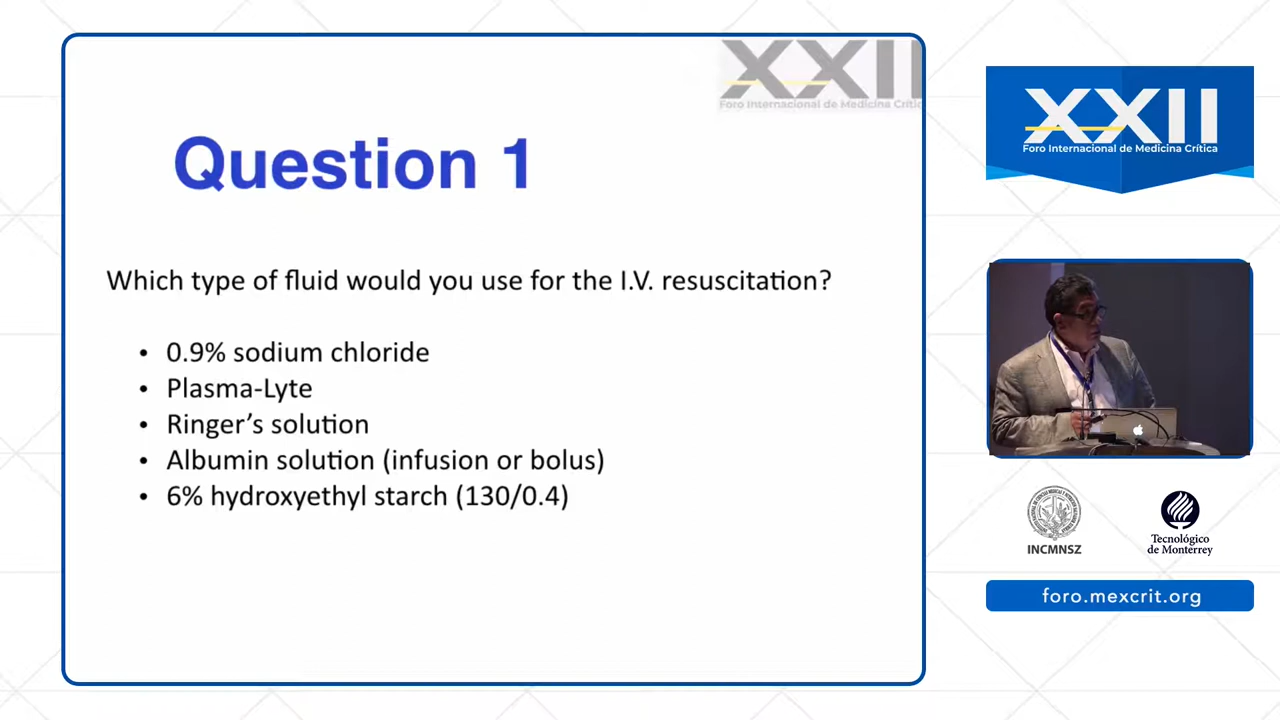 XXII
Foro Internacional de Medicina Crític
Question 1
Which type of fluid would you use for the I.V. resuscitation?
• 0.9% sodium chloride
• Plasma-Lyte
• Ringer's solution
• Albumin solution (infusion or bolus)
• 6% hydroxyethyl starch (130/0.4)
XXII
Foro Internacional de Medicina Crítica
INCMNSZ
Tecnológico
de Monterrey
foro.mexcrit.org